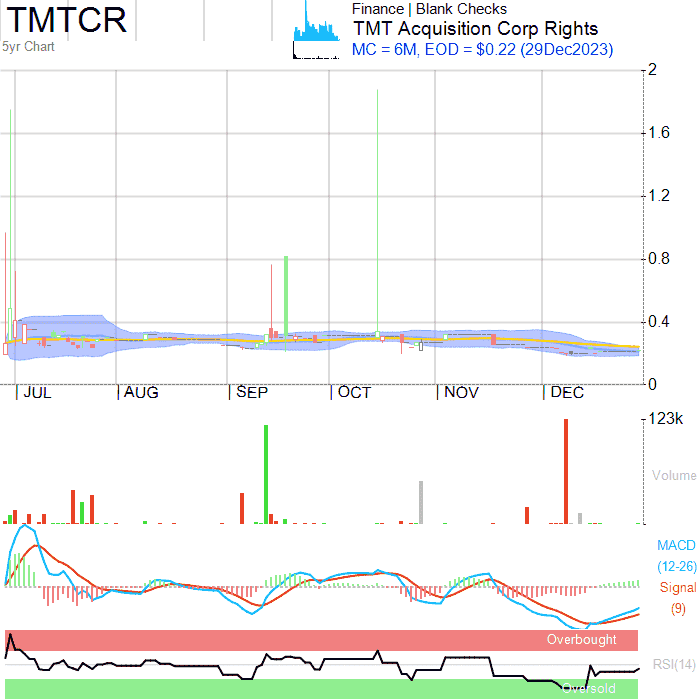 TMTCR
5yr Chart
Finance | Blank Checks
TMT Acquisition Corp Rights
MC = 6M, EOD = $0.22 (29Dec2023)
2
1.6
1.2
0.8
0.4
0
JUL AUG SEP OCT NOV DEC
123k
Volume
MACD
(12-26)
Signal
(9)
Overbought
RSI(14)
Oversold